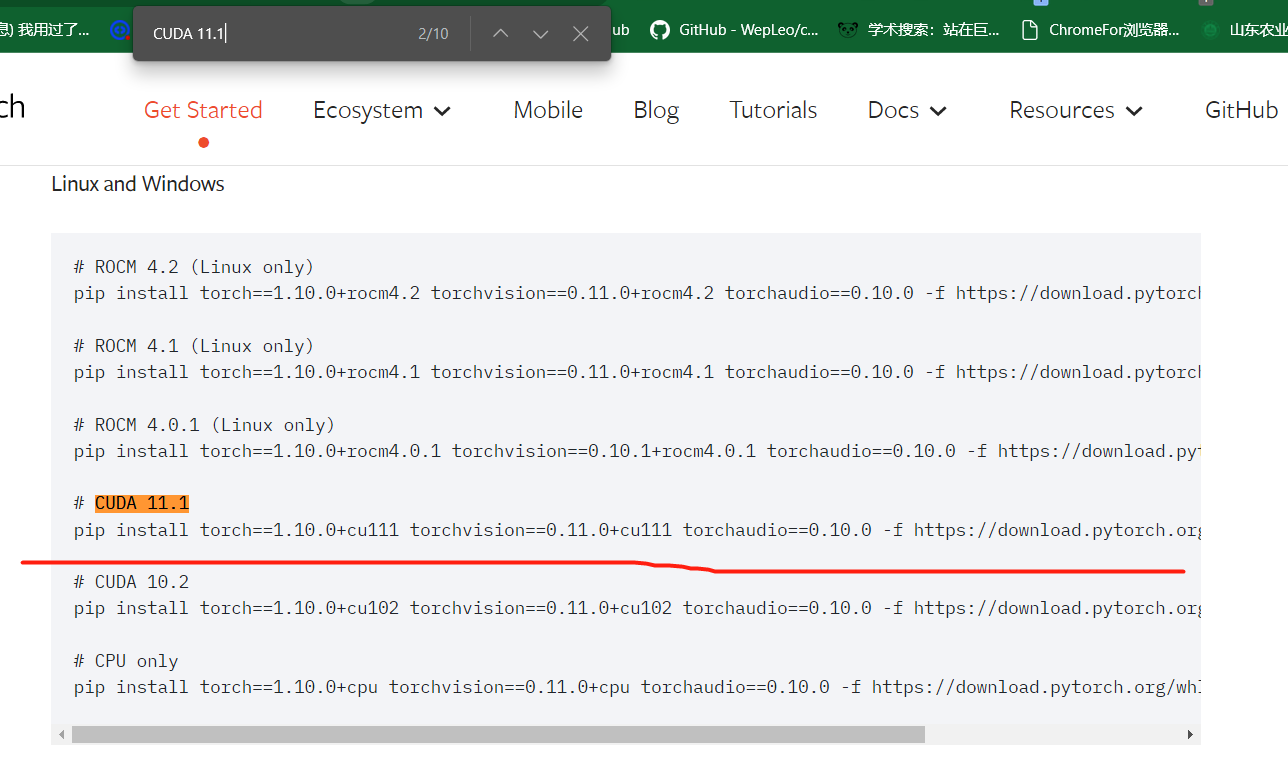 息) 我用过了...
CUDA 11.1
2/10
ub
GitHub - WepLeo/c...
学术搜索：站在巨...
ChromeFor浏览器...
山东农业
ch
Get Started
Ecosystem
Mobile
Blog
Tutorials
Docs
Resources
GitHub
Linux and Windows
# ROCM 4.2 (Linux only)
pip install torch==1.10.0+rocm4.2 torchvision==0.11.0+rocm4.2 torchaudio==0.10.0 -f https://download.pytorch
# ROCM 4.1 (Linux only)
pip install torch==1.10.0+rocm4.1 torchvision==0.11.0+rocm4.1 torchaudio==0.10.0 -f https://download.pytorch
# ROCM 4.0.1 (Linux only)
pip install torch==1.10.0+rocm4.0.1 torchvision==0.10.1+rocm4.0.1 torchaudio==0.10.0 -f https://download.pyt
# CUDA 11.1
pip install torch==1.10.0+cu111 torchvision==0.11.0+cu111 torchaudio==0.10.0 -f https://download.pytorch.org
# CUDA 10.2
pip install torch==1.10.0+cu102 torchvision==0.11.0+cu102 torchaudio==0.10.0 -f https://download.pytorch.org
# CPU only
pip install torch==1.10.0+cpu torchvision==0.11.0+cpu torchaudio==0.10.0 -f https://download.pytorch.org/whl